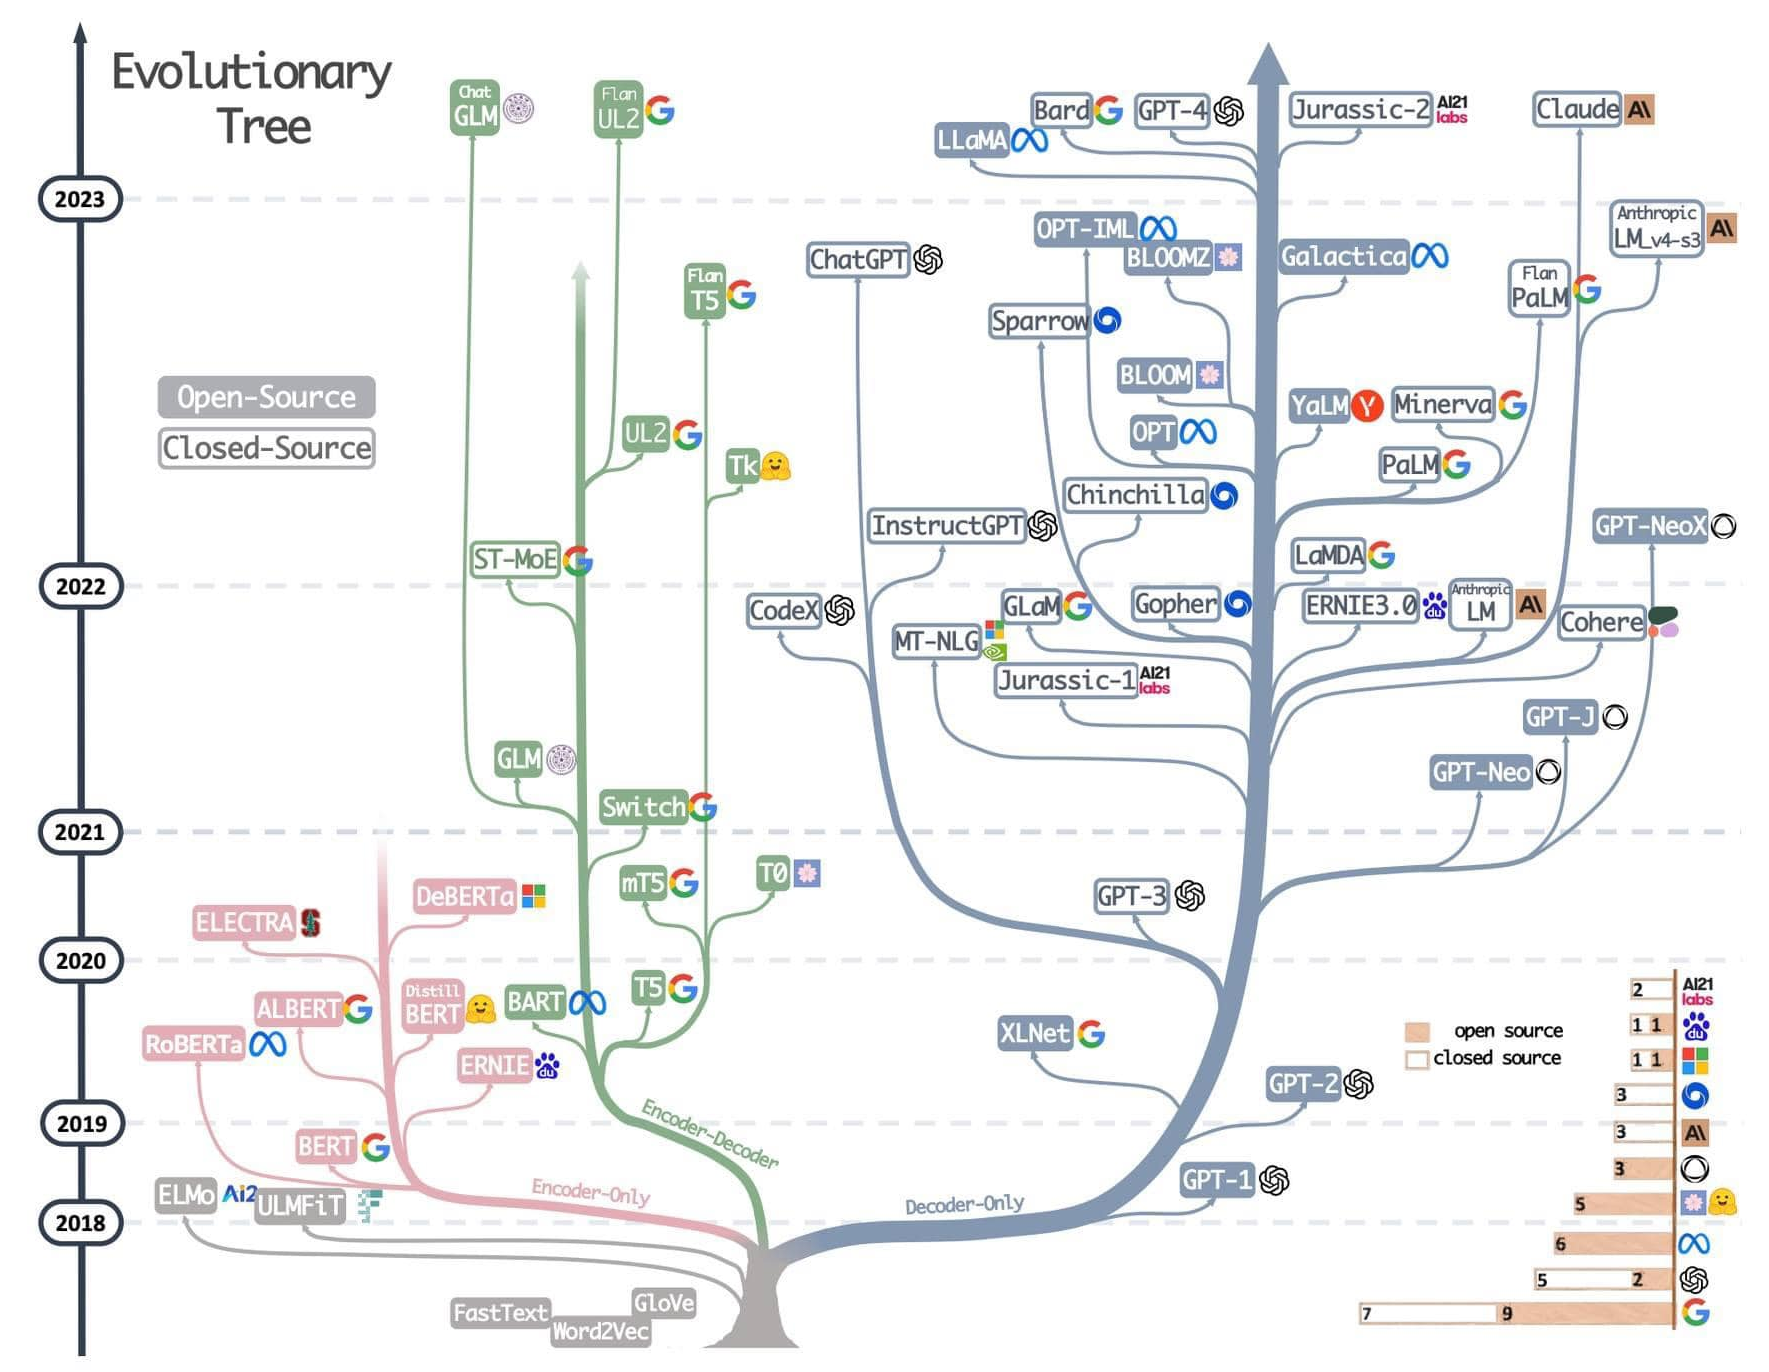 Evolutionary
Tree
Chat
GLM
Flan
UL2
Bard
GPT-4
Jurassic-2
AI21
labs
Claude
A\
LLaMA
2023
OPT-IML
Anthropic
LM_v4-s3
A\
ChatGPT
BLOOMZ
Galactica
Flan
T5
Flan
PaLM
Sparrow
BLOOM
Open-Source
Closed-Source
YaLM
Y
Minerva
UL2
OPT
Tk
PaLM
Chinchilla
InstructGPT
GPT-NeoX
ST-MoE
LaMDA
2022
CodeX
GLaM
Gopher
ERNIE3.0
du
Anthropic
LM
A\
Cohere
MT-NLG
Jurassic-1
AI21
labs
GPT-J
GLM
GPT-Neo
Switch
2021
T0
mT5
DeBERTa
GPT-3
ELECTRA
S
2020
Distill
BERT
ALBERT
BART
T5
2
AI21
labs
RoBERTa
XLNet
open source
1 1
du
ERNIE
du
closed source
1 1
GPT-2
3
Encoder-Decoder
2019
3
A\
BERT
3
Encoder-Only
GPT-1
ELMo
Ai2
ULMFiT
Decoder-Only
5
2018
6
5 2
FastText
GloVe
Word2Vec
7 9